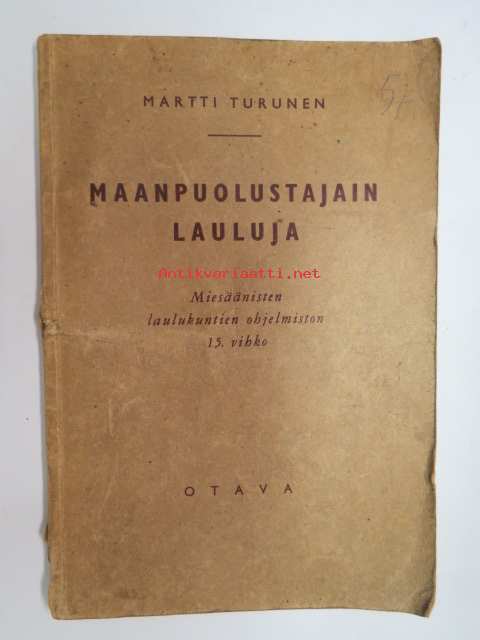 MARTTI TURUNEN
MAANPUOLUSTAJAIN
LAULUJA
Antikvariaatti.net
Miesäänisten
laulukuntien ohjelmiston
15. vihko
OTAVA